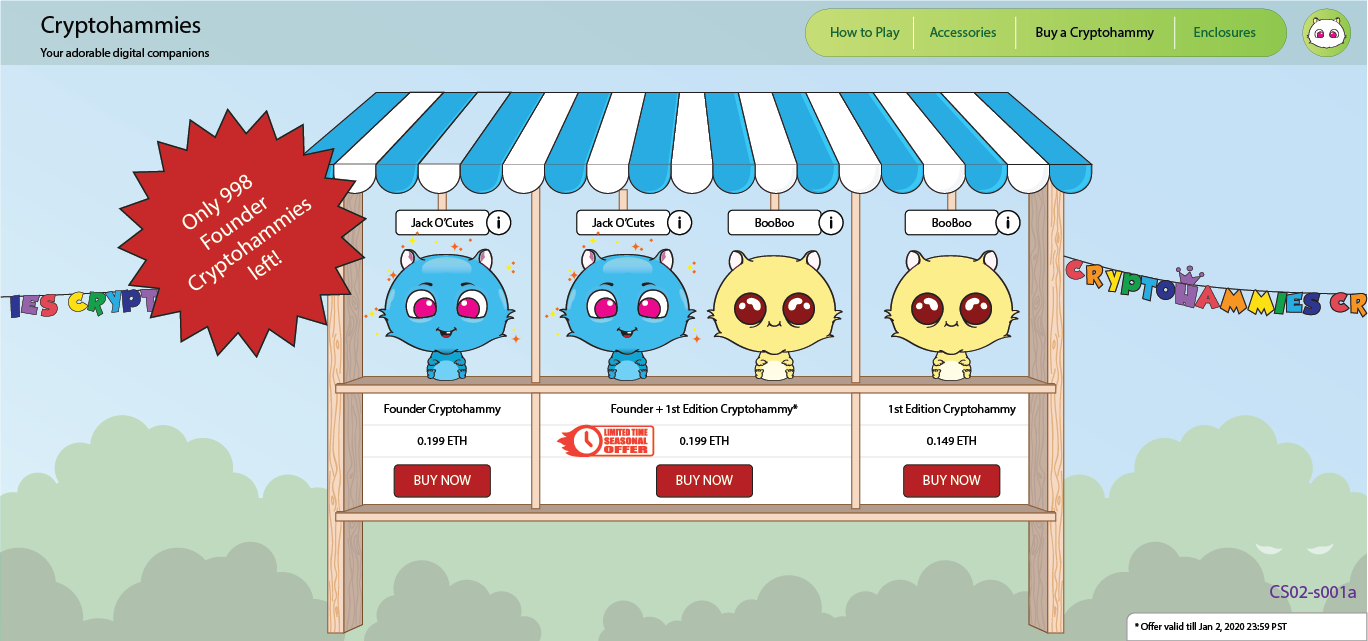 Cryptohammies
Your adorable digital companions
How to Play
Accessories
Buy a Cryptohammy
Enclosures
Only 998
Founder
Cryptohammies
left!
Jack O'Cutes
i
Jack O'Cutes
i
BooBoo
i
BooBoo
i
IES CRYPT
CRYPTOHAMMIES CR
Founder Cryptohammy
0.199 ETH
BUY NOW
Founder + 1st Edition Cryptohammy*
LIMITED TIME
SEASONAL
OFFER
0.199 ETH
BUY NOW
1st Edition Cryptohammy
0.149 ETH
BUY NOW
CS02-s001a
* Offer valid till Jan 2, 2020 23:59 PST